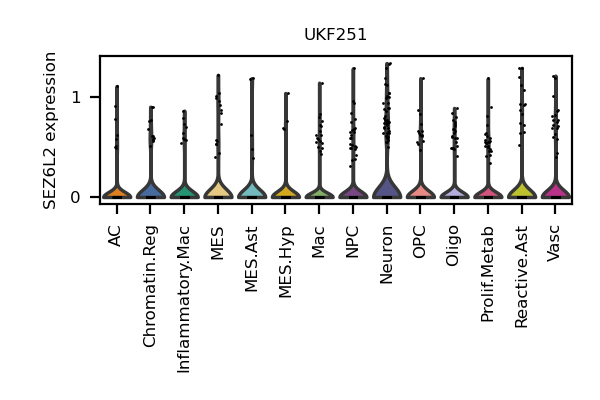 UKF251
SEZ6L2 expression
1
0
AC
Chromatin.Reg
Inflammatory.Mac
MES
MES.Ast
MES.Hyp
Mac
NPC
Neuron
OPC
Oligo
Prolif.Metab
Reactive.Ast
Vasc